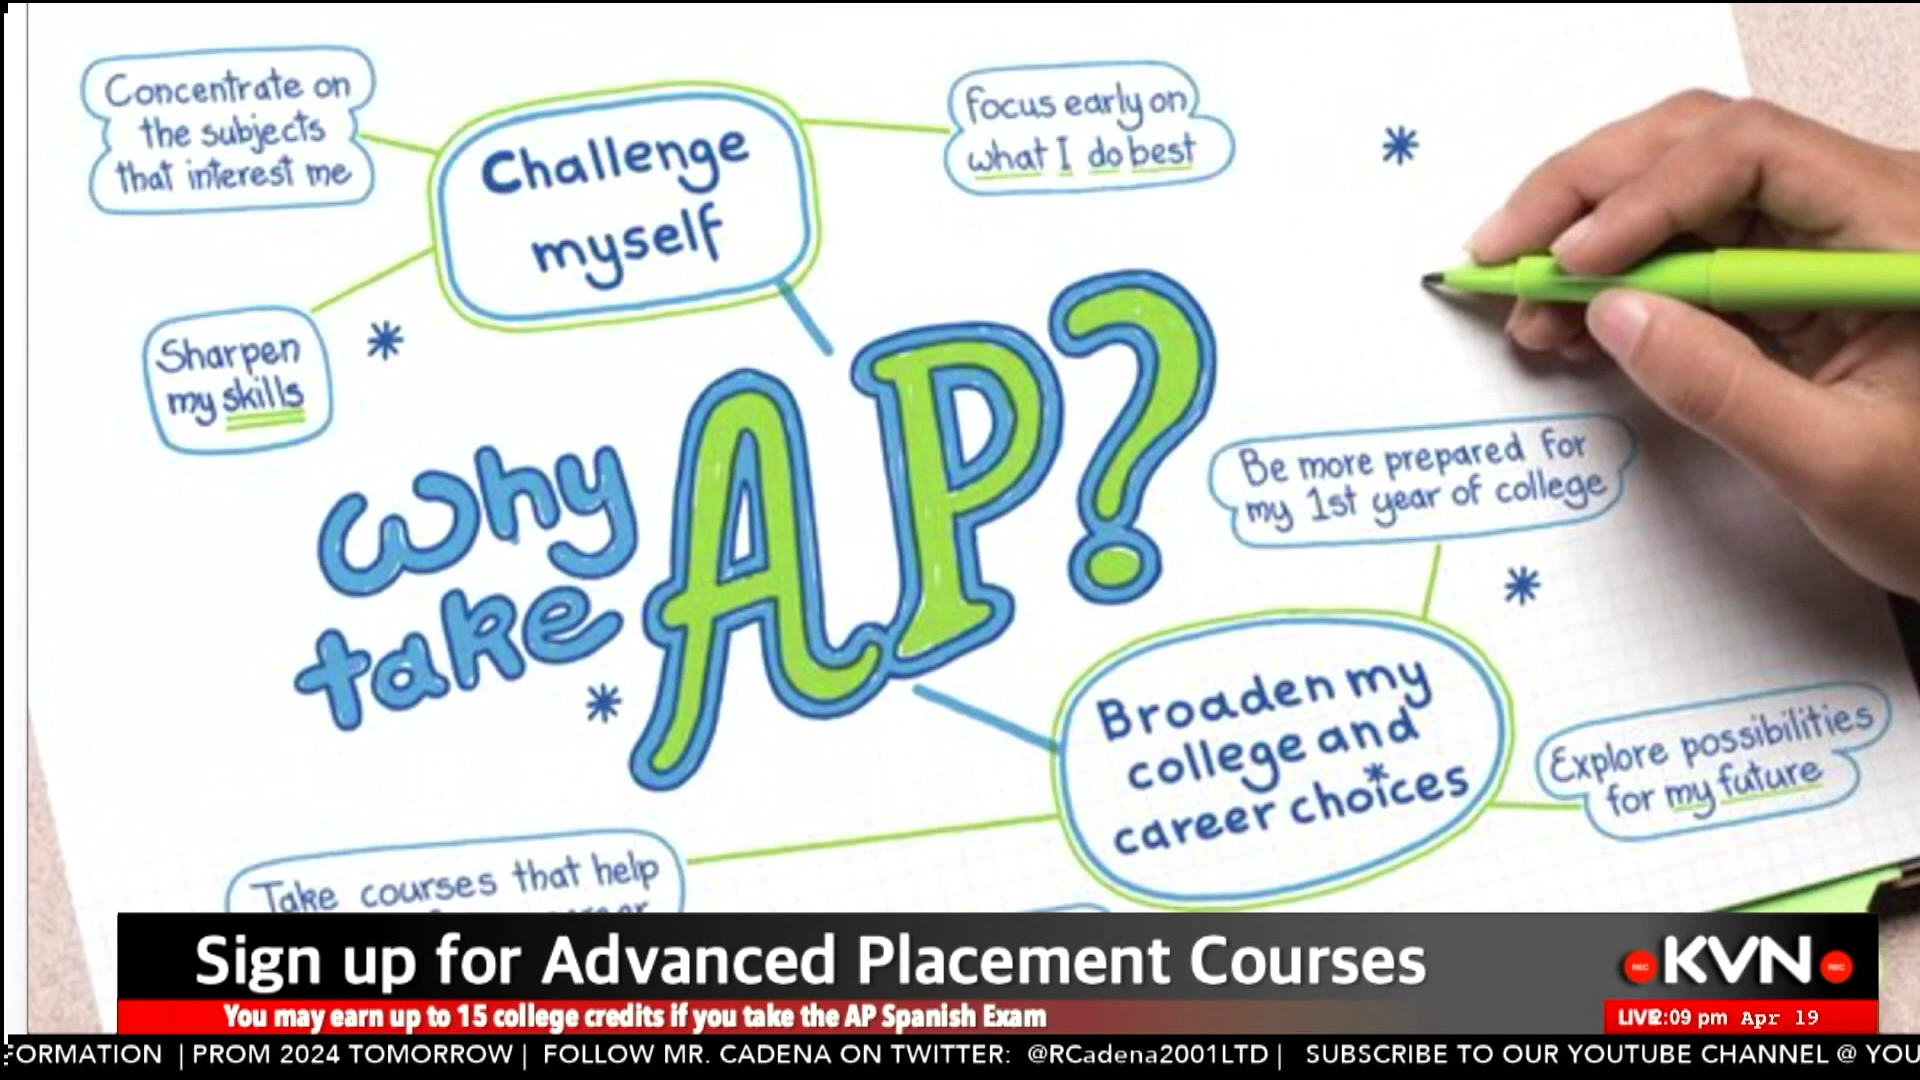 Concentrate on
the subjects
that interest me
Challenge
myself
focus early on
what I do best
Sharpen
my skills
Why
take AP?
Be more prepared for
my 1st year of college
Broaden my
college and
career choices
Explore possibilities
for my future
Take courses that help
Sign up for Advanced Placement Courses
REC KVN REC
You may earn up to 15 college credits if you take the AP Spanish Exam
LIVE 2:09 pm Apr 19
FORMATION | PROM 2024 TOMORROW | FOLLOW MR. CADENA ON TWITTER: @RCadena2001LTD | SUBSCRIBE TO OUR YOUTUBE CHANNEL @ YOU